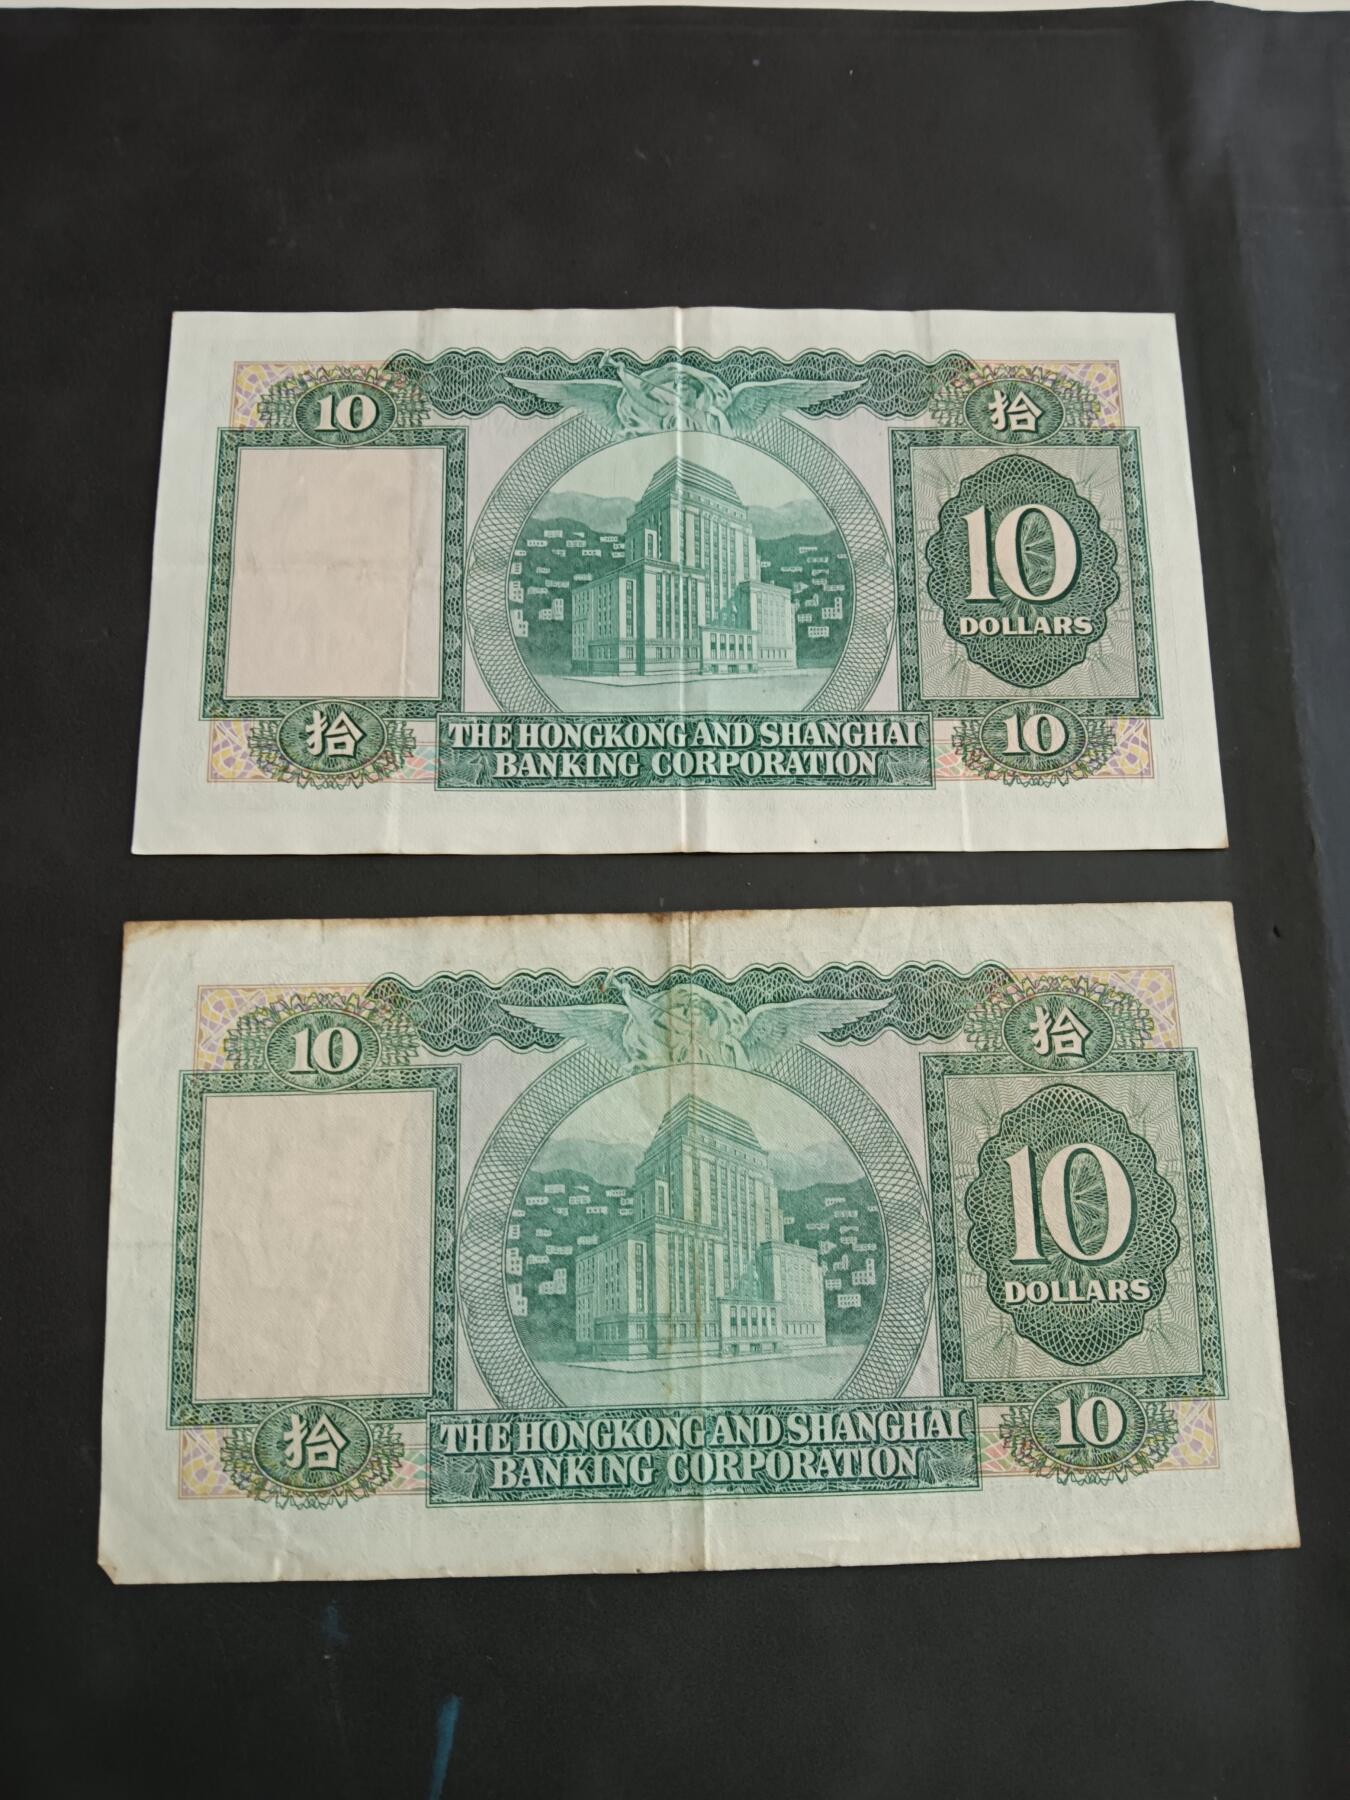 10
拾
10
DOLLARS
拾
THE HONGKONG AND SHANGHAI
BANKING CORPORATION
10
10
拾
10
DOLLARS
拾
THE HONGKONG AND SHANGHAI
BANKING CORPORATION
10